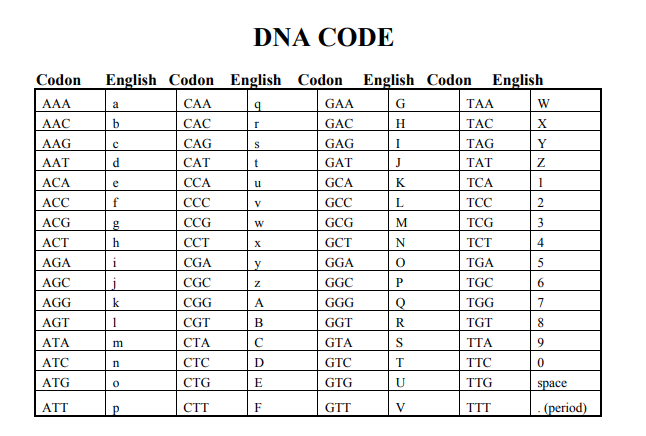 DNA CODE
Codon English Codon English Codon English Codon English
AAA a CAA q GAA G TAA W
AAC b CAC r GAC H TAC X
AAG c CAG s GAG I TAG Y
AAT d CAT t GAT J TAT Z
ACA e CCA u GCA K TCA 1
ACC f CCC v GCC L TCC 2
ACG g CCG w GCG M TCG 3
ACT h CCT x GCT N TCT 4
AGA i CGA y GGA O TGA 5
AGC j CGC z GGC P TGC 6
AGG k CGG A GGG Q TGG 7
AGT l CGT B GGT R TGT 8
ATA m CTA C GTA S TTA 9
ATC n CTC D GTC T TTC 0
ATG o CTG E GTG U TTG space
ATT p CTT F GTT V TTT . (period)